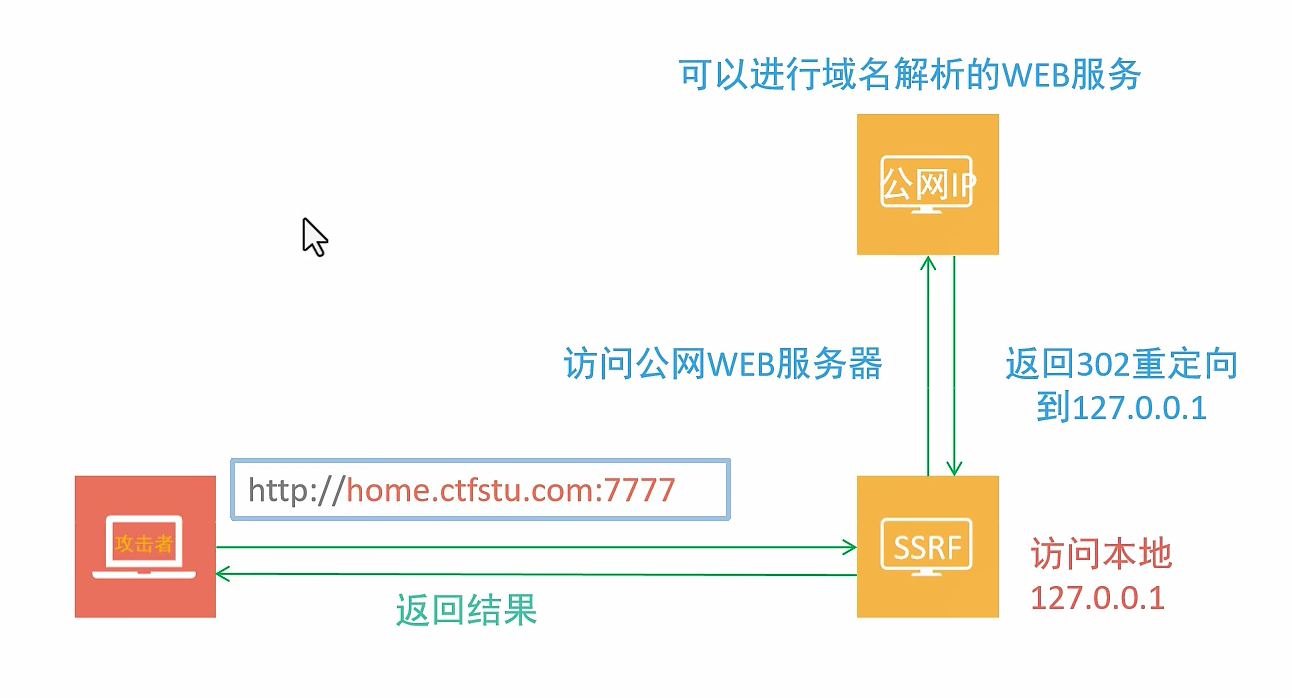 可以进行域名解析的WEB服务
公网IP
访问公网WEB服务器
返回302重定向
到127.0.0.1
http://home.ctfstu.com:7777
攻击者
SSRF
访问本地
127.0.0.1
返回结果